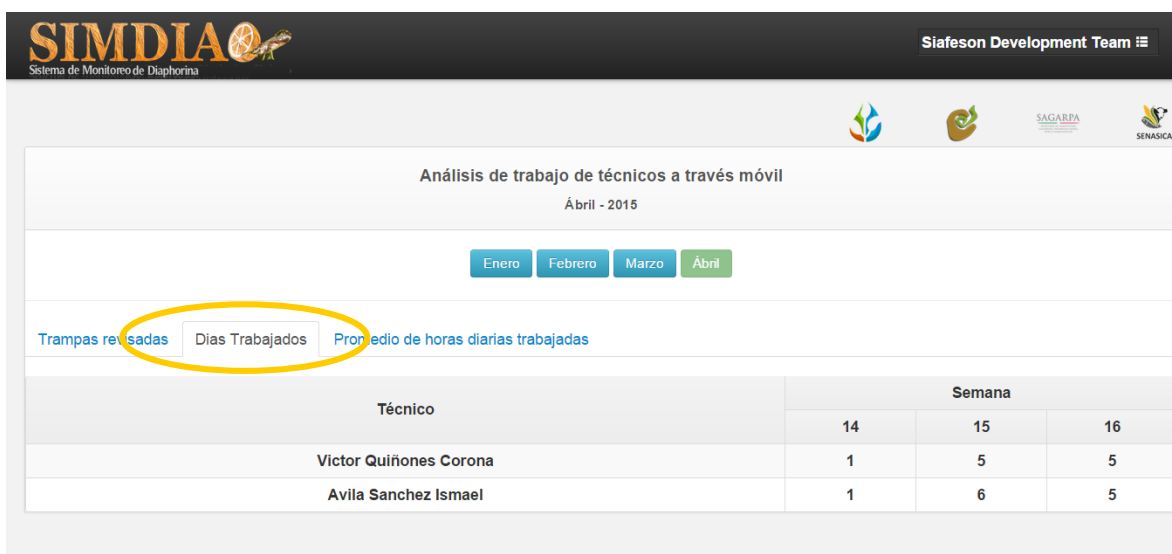 SIMDIA
Sistema de Monitoreo de Diaphorina
Siafeson Development Team
SAGARPA
SENASICA
Análisis de trabajo de técnicos a través móvil
Ábril - 2015
Enero Febrero Marzo Ábril
Trampas revisadas Dias Trabajados Promedio de horas diarias trabajadas
Técnico Semana
14 15 16
Victor Quiñones Corona 1 5 5
Avila Sanchez Ismael 1 6 5